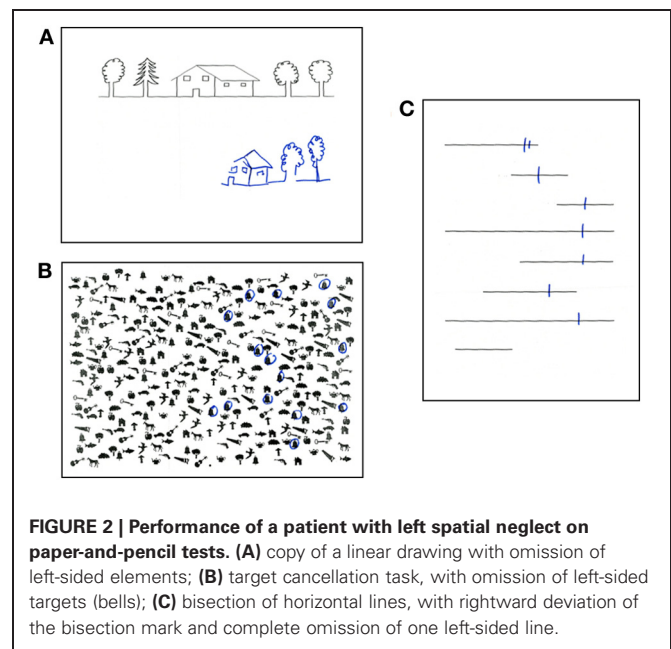 A
C
B
FIGURE 2 | Performance of a patient with left spatial neglect on
paper-and-pencil tests. (A) copy of a linear drawing with omission of
left-sided elements; (B) target cancellation task, with omission of left-sided
targets (bells); (C) bisection of horizontal lines, with rightward deviation of
the bisection mark and complete omission of one left-sided line.